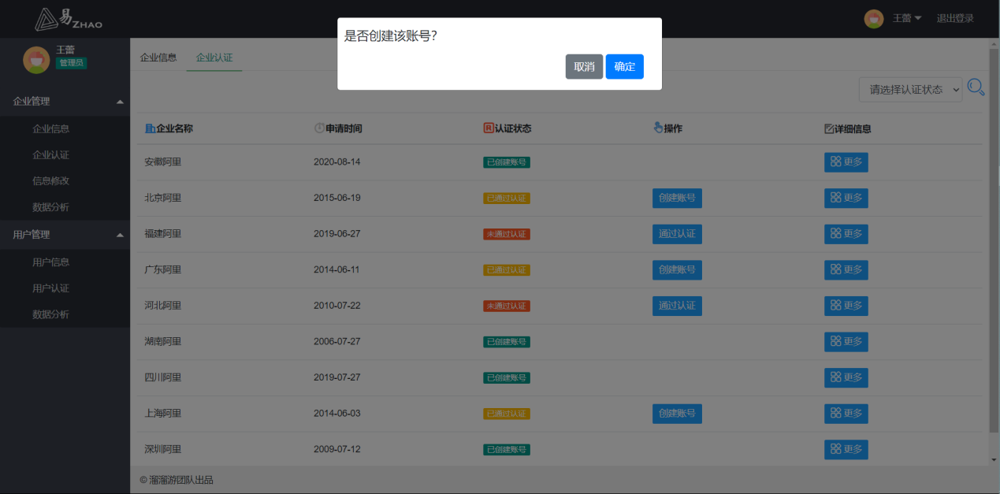 易ZHAO
王蕾
退出登录
是否创建该账号?
取消
确定
王蕾
管理员
企业管理
企业信息
企业认证
信息修改
数据分析
用户管理
用户信息
用户认证
数据分析
企业信息 企业认证
请选择认证状态
企业名称 申请时间 认证状态 操作 详细信息
安徽阿里 2020-08-14 已创建账号 更多
北京阿里 2015-06-19 已通过认证 创建账号 更多
福建阿里 2019-06-27 未通过认证 通过认证 更多
广东阿里 2014-06-11 已通过认证 创建账号 更多
河北阿里 2010-07-22 未通过认证 通过认证 更多
湖南阿里 2006-07-27 已创建账号 更多
四川阿里 2019-07-27 已创建账号 更多
上海阿里 2014-06-03 已通过认证 创建账号 更多
深圳阿里 2009-07-12 已创建账号 更多
© 溜溜游团队出品